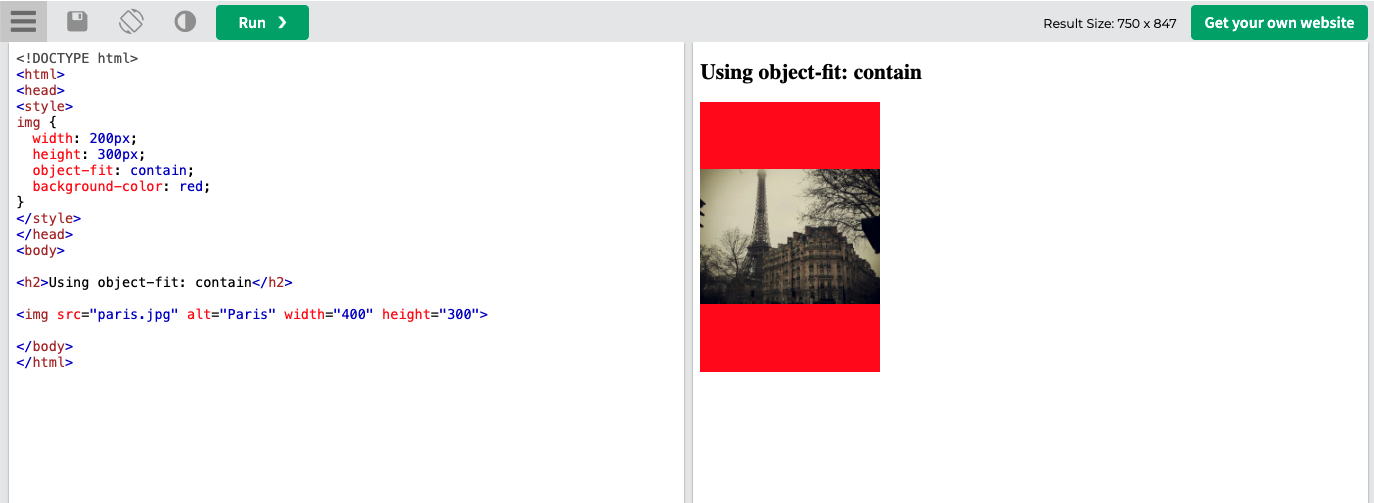 Run ❯
Result Size: 750 x 847
Get your own website
<!DOCTYPE html>
<html>
<head>
<style>
img {
  width: 200px;
  height: 300px;
  object-fit: contain;
  background-color: red;
}
</style>
</head>
<body>

<h2>Using object-fit: contain</h2>

<img src="paris.jpg" alt="Paris" width="400" height="300">

</body>
</html>
Using object-fit: contain